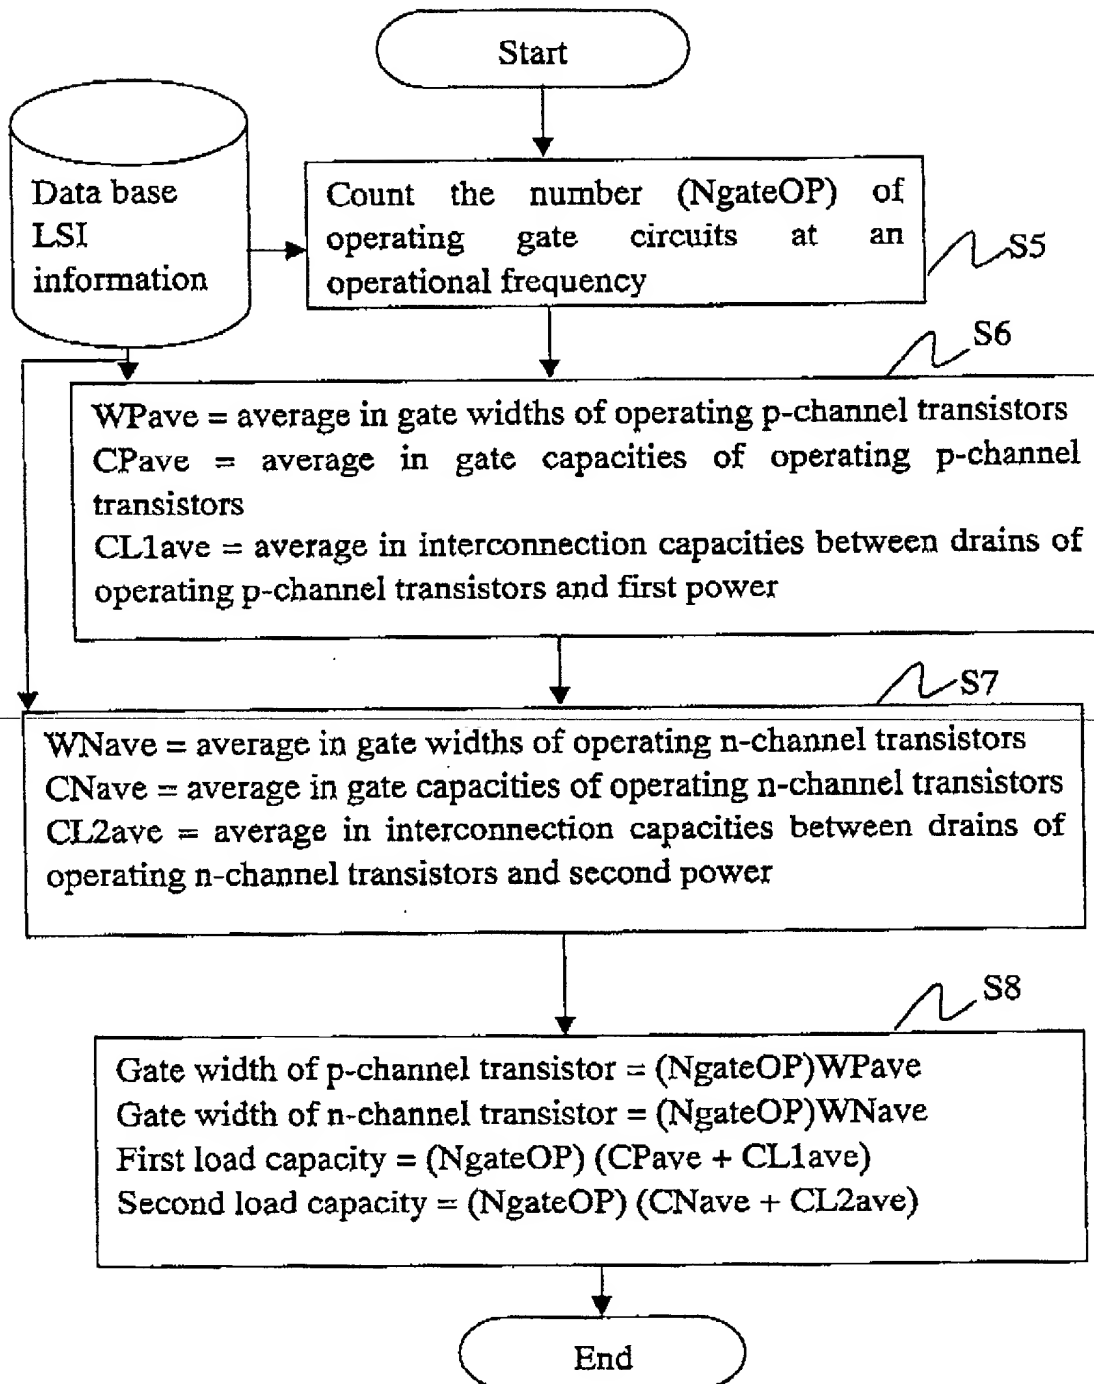 Start
Data base
LSI
information
Count the number (NgateOP) of
operating gate circuits at an
operational frequency
S5
S6
WPave = average in gate widths of operating p-channel transistors
CPave = average in gate capacities of operating p-channel
transistors
CL1ave = average in interconnection capacities between drains of
operating p-channel transistors and first power
S7
WNave = average in gate widths of operating n-channel transistors
CNave = average in gate capacities of operating n-channel transistors
CL2ave = average in interconnection capacities between drains of
operating n-channel transistors and second power
S8
Gate width of p-channel transistor = (NgateOP)WPave
Gate width of n-channel transistor = (NgateOP)WNave
First load capacity = (NgateOP) (CPave + CL1ave)
Second load capacity = (NgateOP) (CNave + CL2ave)
End